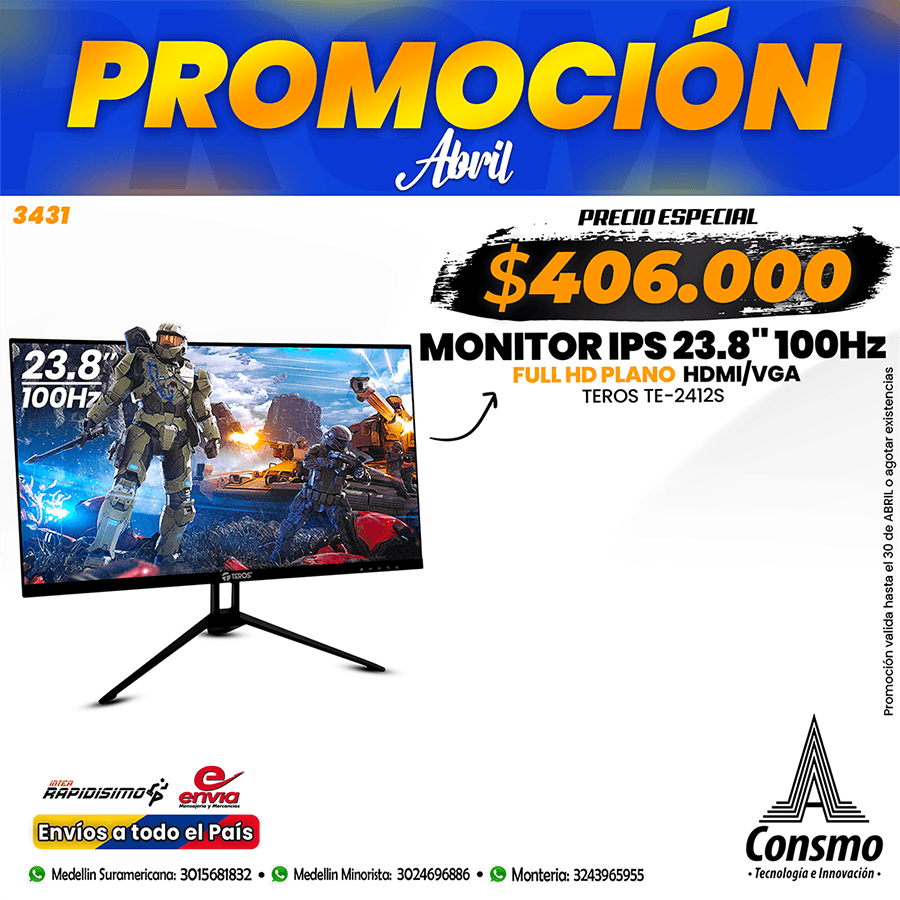 PROMOCIÓN
Abril
3431
PRECIO ESPECIAL
$406.000
MONITOR IPS 23.8" 100Hz
FULL HD PLANO HDMI/VGA
TEROS TE-2412S
23.8”
100Hz
TEROS
Promoción valida hasta el 30 de ABRIL o agotar existencias
INTER
RAPIDISIMO
e
envía
Mensajería y Mercancías
Envíos a todo el País
Consmo
• Tecnología e Innovación •
Medellin Suramericana: 3015681832 • Medellin Minorista: 3024696886 • Monteria: 3243965955